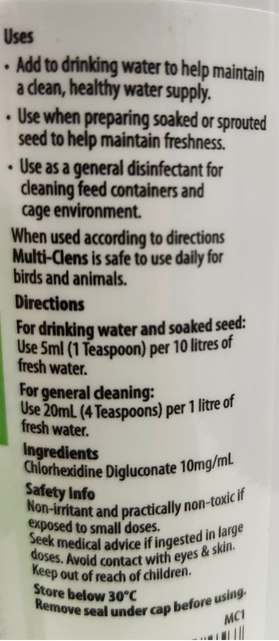 Uses
• Add to drinking water to help maintain
a clean, healthy water supply.
• Use when preparing soaked or sprouted
seed to help maintain freshness.
• Use as a general disinfectant for
cleaning feed containers and
cage environment.
When used according to directions
Multi-Clens is safe to use daily for
birds and animals.
Directions
For drinking water and soaked seed:
Use 5ml (1 Teaspoon) per 10 litres of
fresh water.
For general cleaning:
Use 20mL (4 Teaspoons) per 1 litre of
fresh water.
Ingredients
Chlorhexidine Digluconate 10mg/mL
Safety Info
Non-irritant and practically non-toxic if
exposed to small doses.
Seek medical advice if ingested in large
doses. Avoid contact with eyes & skin.
Keep out of reach of children.
Store below 30°C
Remove seal under cap before using.
MC1